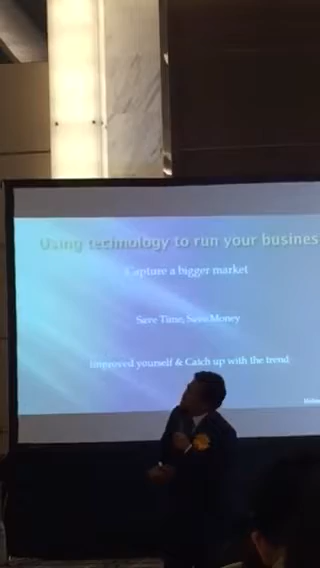 Using technology to run your busines
Capture a bigger market
Save Time, Save Money
Improved yourself & Catch up with the trend